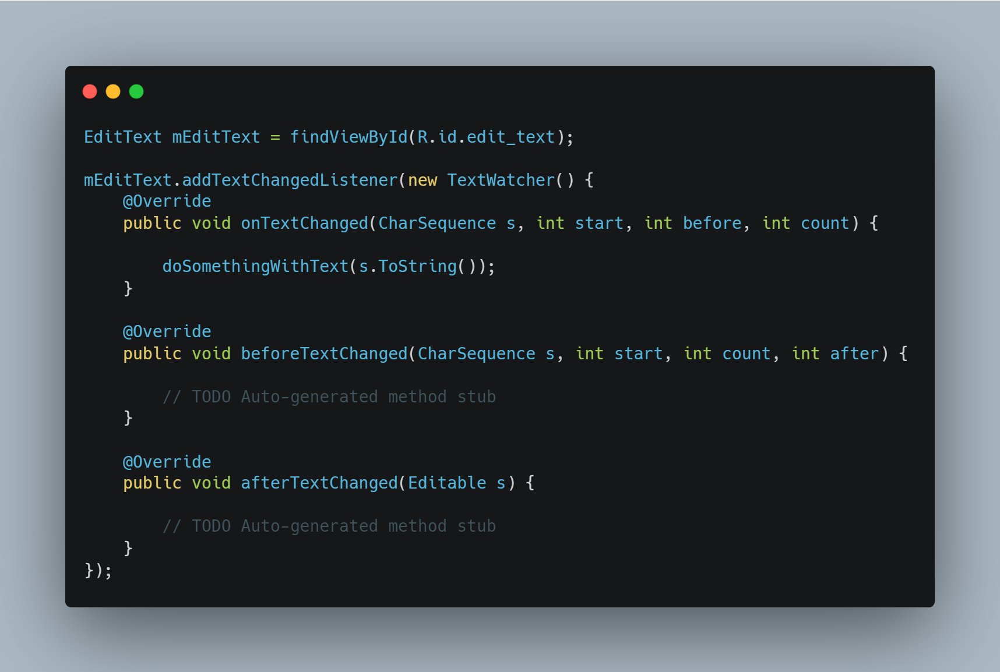 EditText mEditText = findViewById(R.id.edit_text);
mEditText.addTextChangedListener(new TextWatcher() {
@Override
public void onTextChanged(CharSequence s, int start, int before, int count) {
doSomethingWithText(s.ToString());
}
@Override
public void beforeTextChanged(CharSequence s, int start, int count, int after) {
// TODO Auto-generated method stub
}
@Override
public void afterTextChanged(Editable s) {
// TODO Auto-generated method stub
}
});